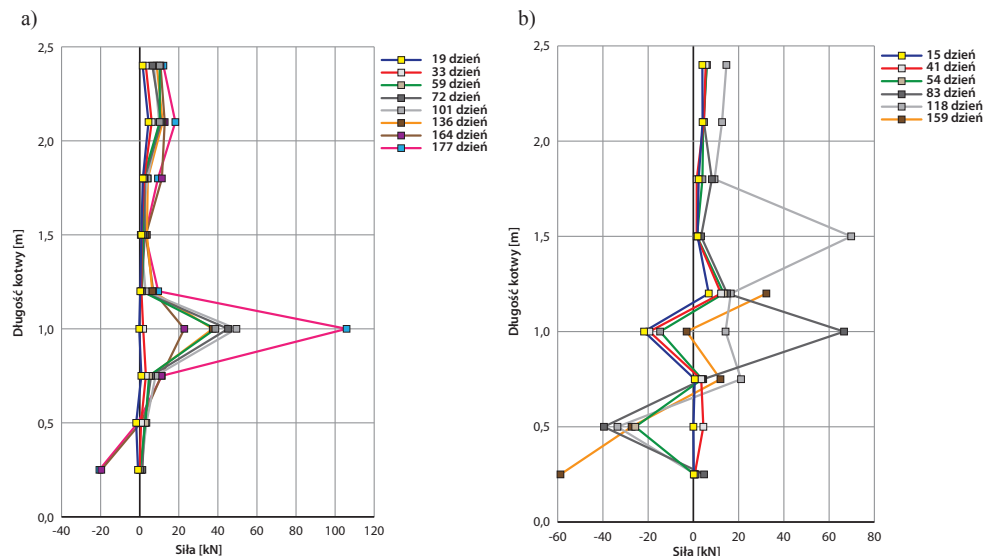 a)
2,5
2,0
1,5
1,0
0,5
0,0
-40
-20
0
20
40
60
80
100
120
Długość kotwy [m]
Siła [kN]
19 dzień
33 dzień
59 dzień
72 dzień
101 dzień
136 dzień
164 dzień
177 dzień
b)
2,5
2,0
1,5
1,0
0,5
0,0
-60
-40
-20
0
20
40
60
80
Długość kotwy [m]
Siła [kN]
15 dzień
41 dzień
54 dzień
83 dzień
118 dzień
159 dzień